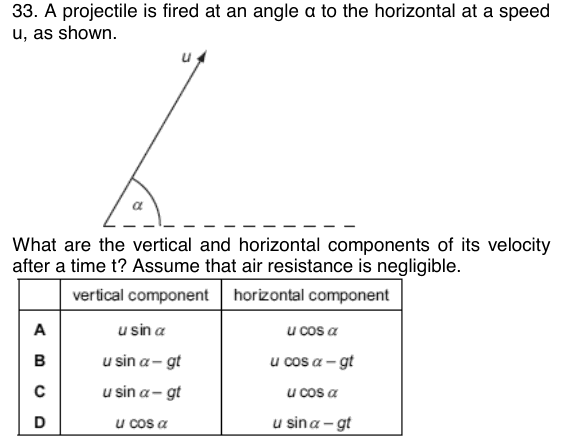 33. A projectile is fired at an angle α to the horizontal at a speed
u, as shown.
u
α
What are the vertical and horizontal components of its velocity
after a time t? Assume that air resistance is negligible.
vertical component horizontal component
A u sin α u cos α
B u sin α – gt u cos α – gt
C u sin α – gt u cos α
D u cos α u sin α – gt